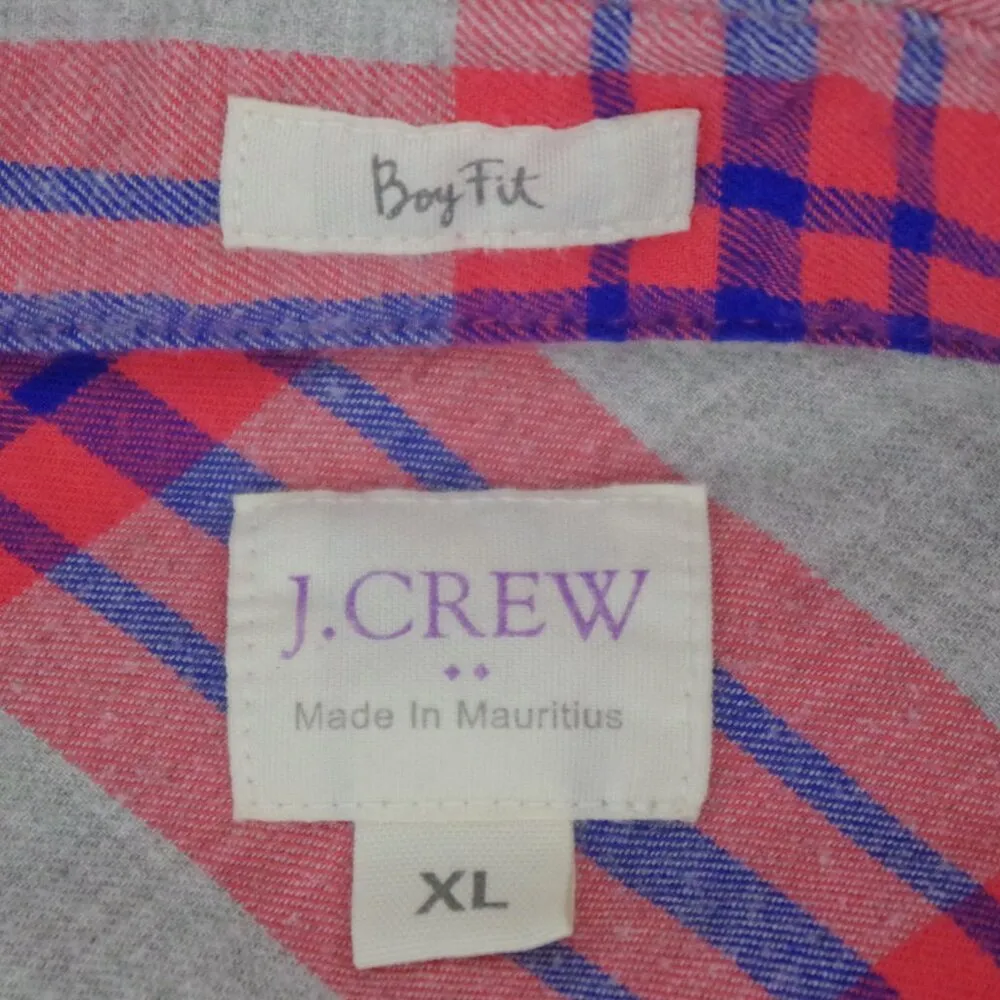 Boy Fit
J.CREW
Made In Mauritius
XL